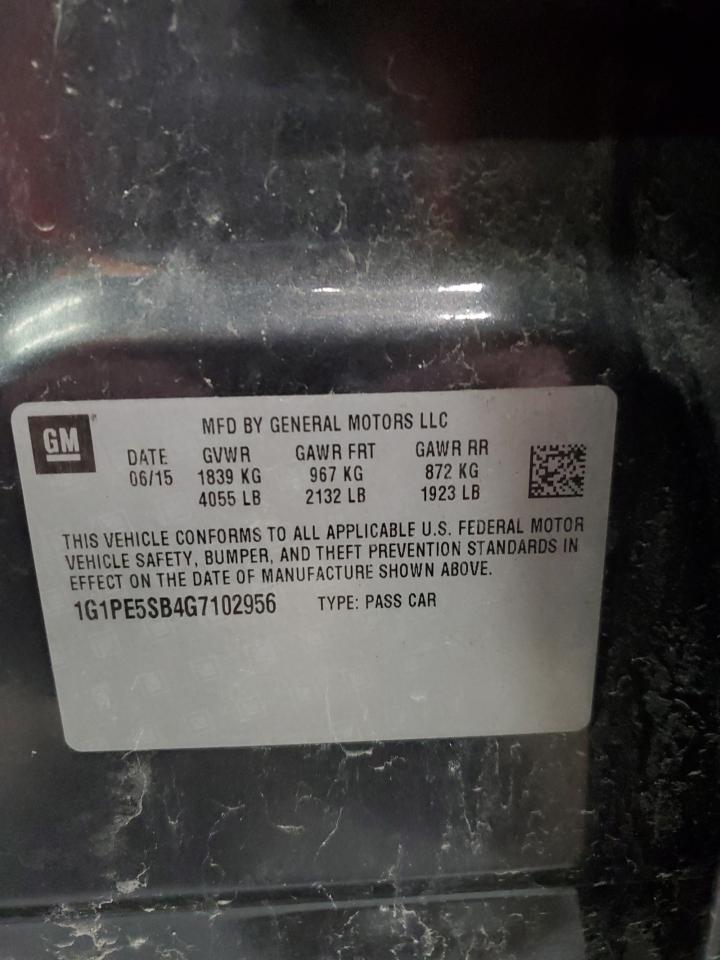 GM
MFD BY GENERAL MOTORS LLC
DATE GVWR GAWR FRT GAWR RR
06/15 1839 KG 967 KG 872 KG
4055 LB 2132 LB 1923 LB
THIS VEHICLE CONFORMS TO ALL APPLICABLE U.S. FEDERAL MOTOR
VEHICLE SAFETY, BUMPER, AND THEFT PREVENTION STANDARDS IN
EFFECT ON THE DATE OF MANUFACTURE SHOWN ABOVE.
1G1PE5SB4G7102956 TYPE: PASS CAR